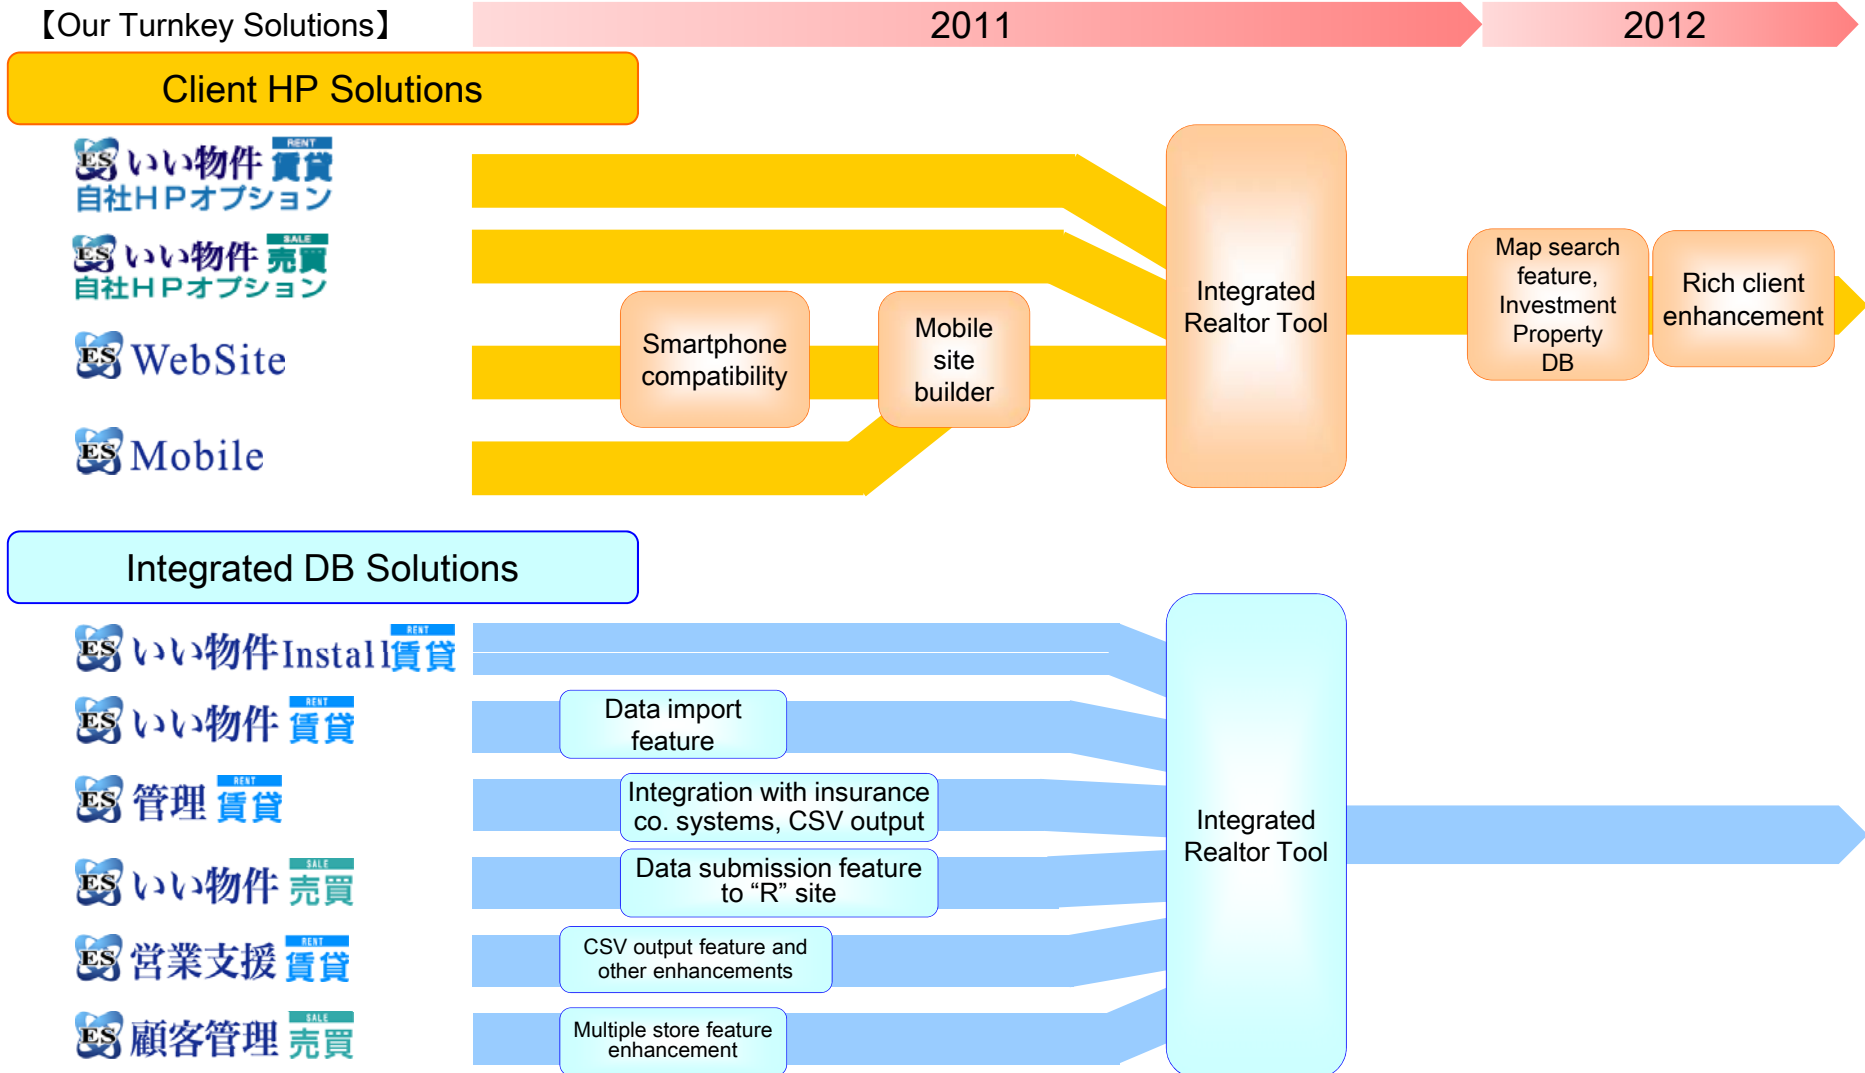 【Our Turnkey Solutions】
2011
2012
Client HP Solutions
ES いい物件 RENT 賃貸
自社HPオプション
ES いい物件 SALE 売買
自社HPオプション
ES WebSite
ES Mobile
Smartphone
compatibility
Mobile
site
builder
Integrated
Realtor Tool
Map search
feature,
Investment
Property
DB
Rich client
enhancement
Integrated DB Solutions
ES いい物件Install RENT 賃貸
ES いい物件 RENT 賃貸
ES 管理 RENT 賃貸
ES いい物件 SALE 売買
ES 営業支援 RENT 賃貸
ES 顧客管理 SALE 売買
Data import
feature
Integration with insurance
co. systems, CSV output
Data submission feature
to “R” site
CSV output feature and
other enhancements
Multiple store feature
enhancement
Integrated
Realtor Tool